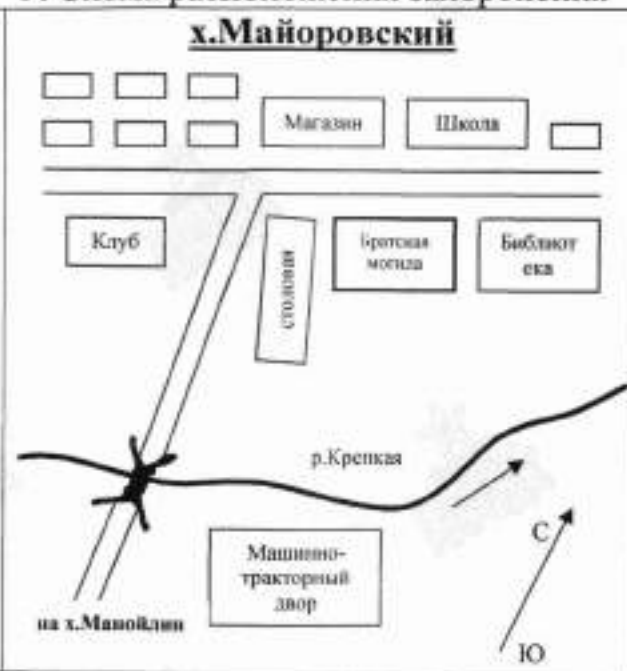 х.Майоровский
Магазин
Школа
Клуб
столовая
Братская
могила
Библиот
ека
р.Крепкая
С
Машинно-
тракторный
двор
на х.Манойлин
Ю